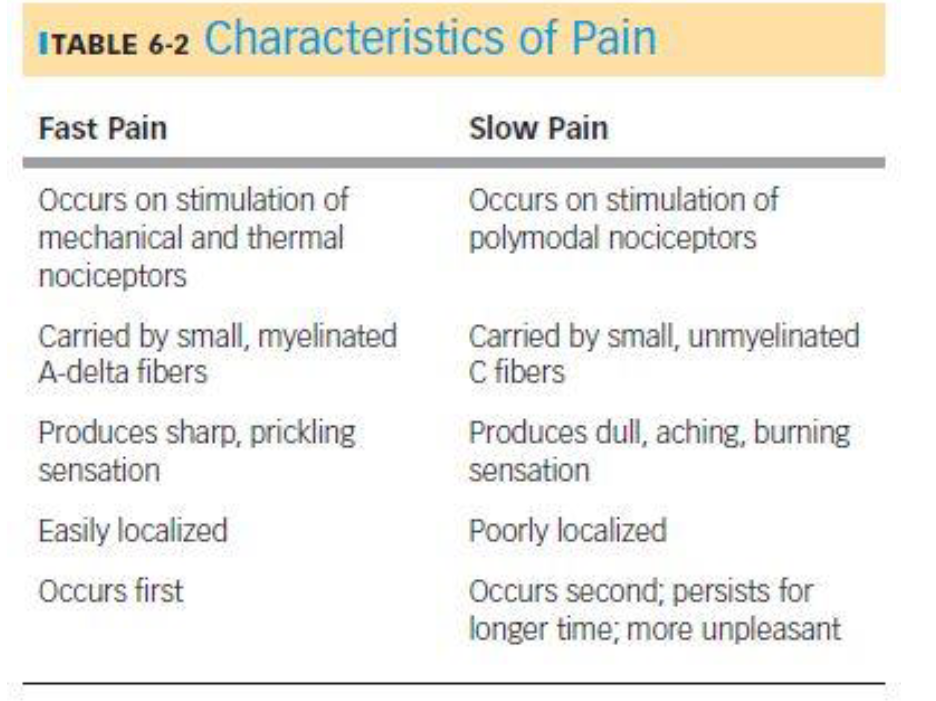 TABLE 6-2 Characteristics of Pain
Fast Pain Slow Pain
Occurs on stimulation of Occurs on stimulation of
mechanical and thermal polymodal nociceptors
nociceptors
Carried by small, myelinated Carried by small, unmyelinated
A-delta fibers C fibers
Produces sharp, prickling Produces dull, aching, burning
sensation sensation
Easily localized Poorly localized
Occurs first Occurs second; persists for
longer time; more unpleasant